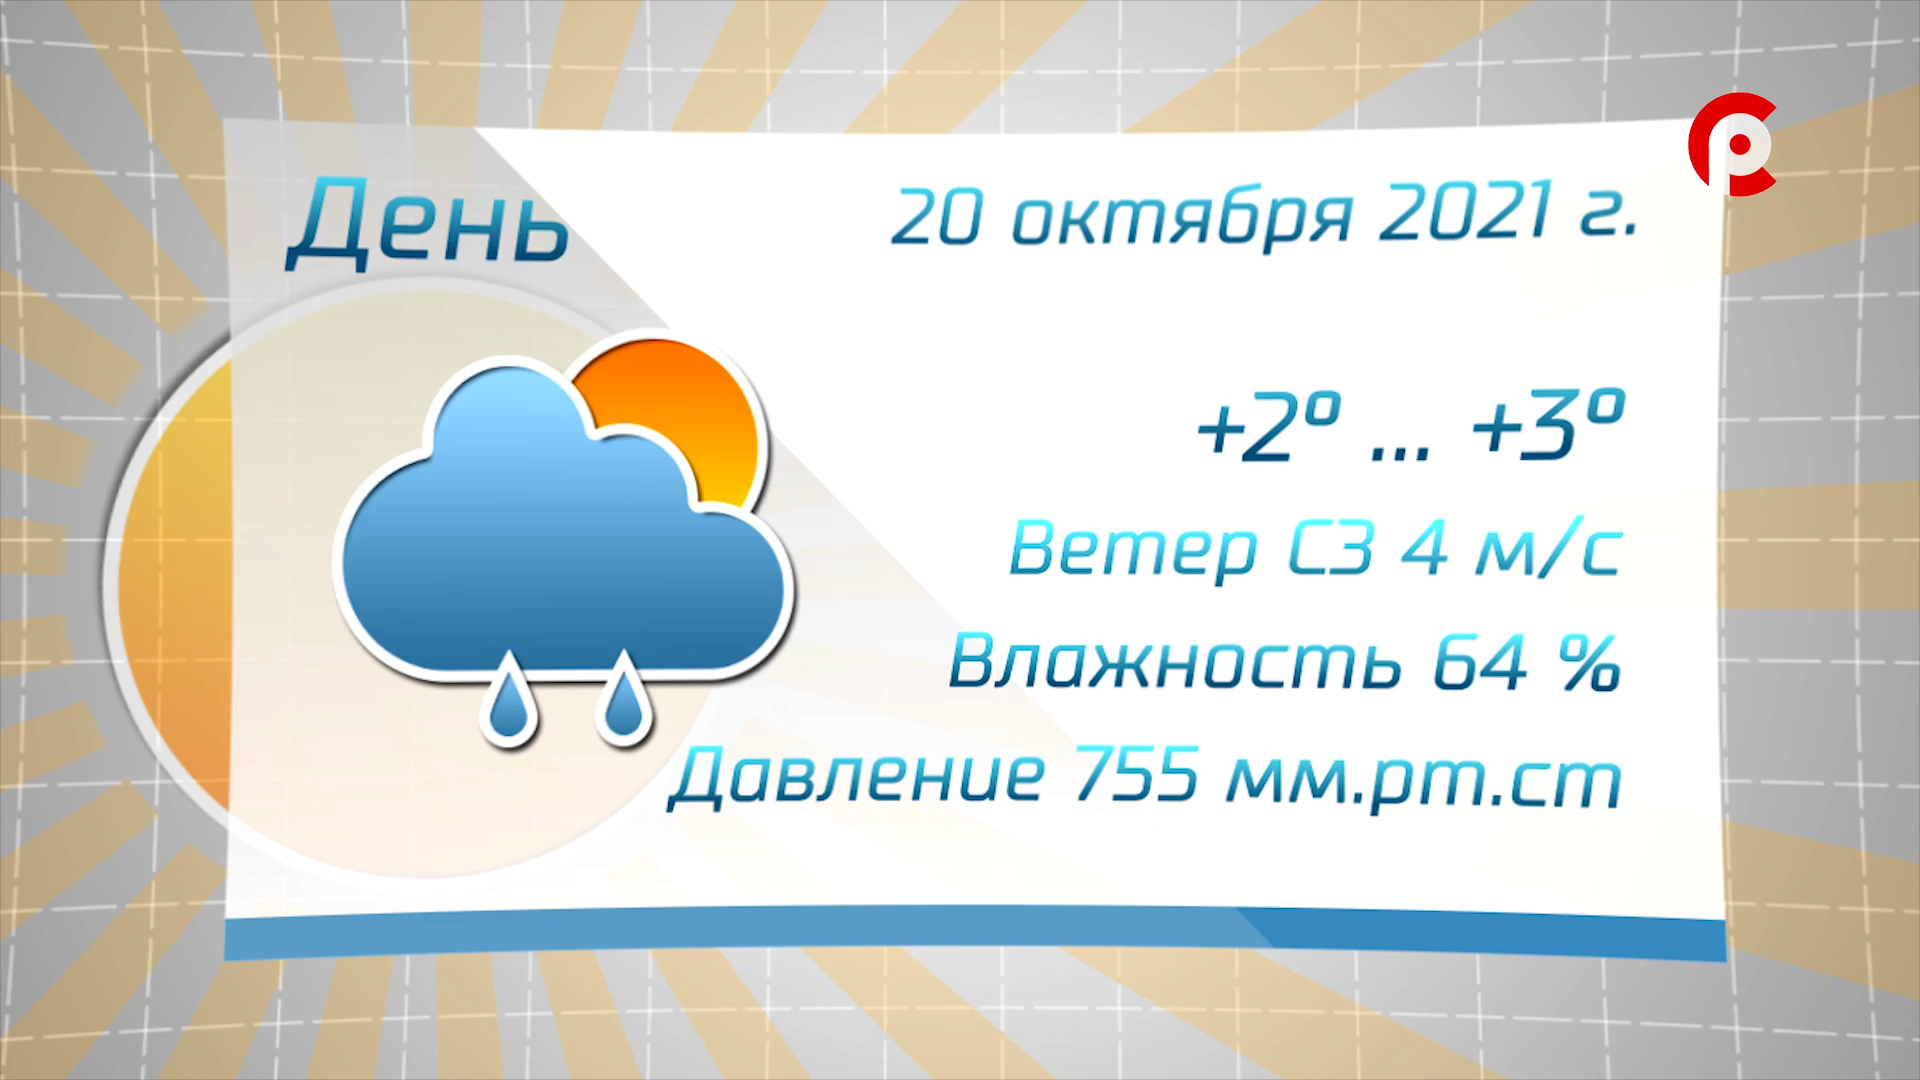 День
20 октября 2021 г.
+2° ... +3°
Ветер СЗ 4 м/с
Влажность 64 %
Давление 755 мм.рт.ст